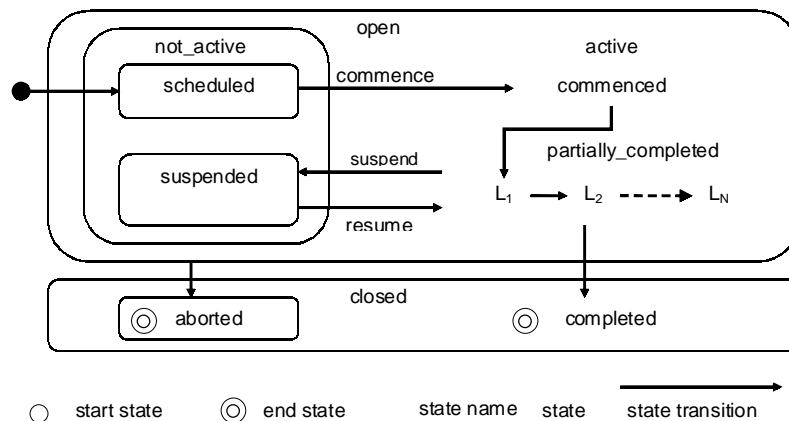 open
not_active
active
scheduled
commence
commenced
partially_completed
suspend
suspended
L1
L2
LN
resume
closed
aborted
completed
start state
end state
state name
state
state transition